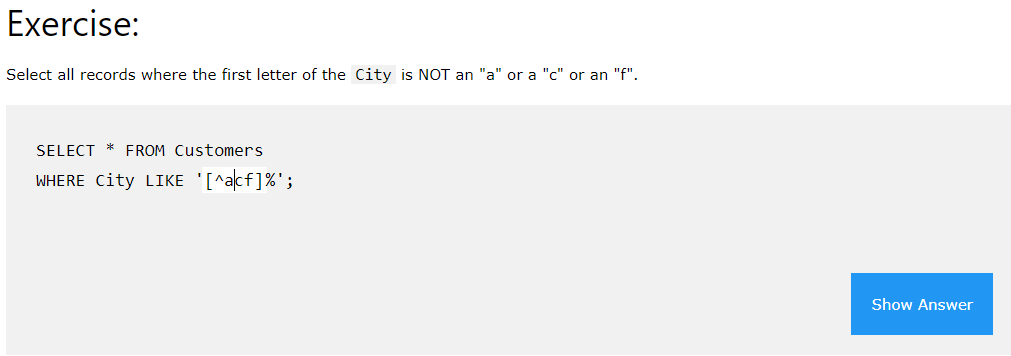 Exercise:
Select all records where the first letter of the City is NOT an "a" or a "c" or an "f".
SELECT * FROM Customers
WHERE City LIKE '[^acf]%';
Show Answer